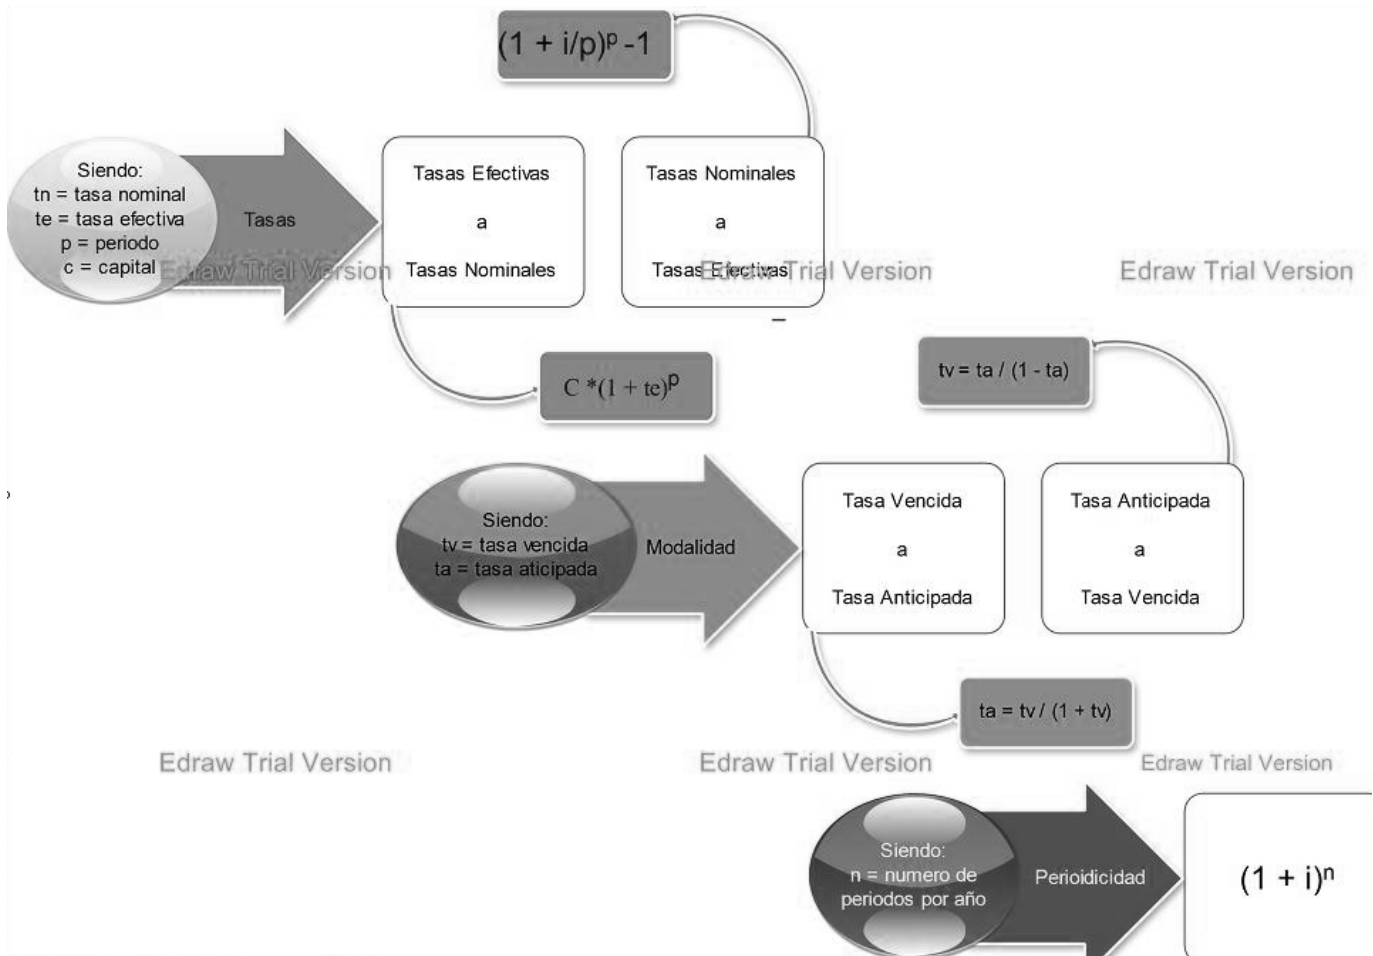 (1 + i/p)ᵖ -1
Siendo:
tn = tasa nominal
te = tasa efectiva
p = periodo
c = capital
Tasas
Tasas Efectivas
a
Tasas Nominales
Tasas Nominales
a
Tasas Efectivas
Edraw Trial Version
Edraw Trial Version
Edraw Trial Version
C *(1 + te)ᵖ
tv = ta / (1 - ta)
Siendo:
tv = tasa vencida
ta = tasa aticipada
Modalidad
Tasa Vencida
a
Tasa Anticipada
Tasa Anticipada
a
Tasa Vencida
ta = tv / (1 + tv)
Edraw Trial Version
Edraw Trial Version
Edraw Trial Version
Siendo:
n = numero de
periodos por año
Perioidicidad
(1 + i)ⁿ